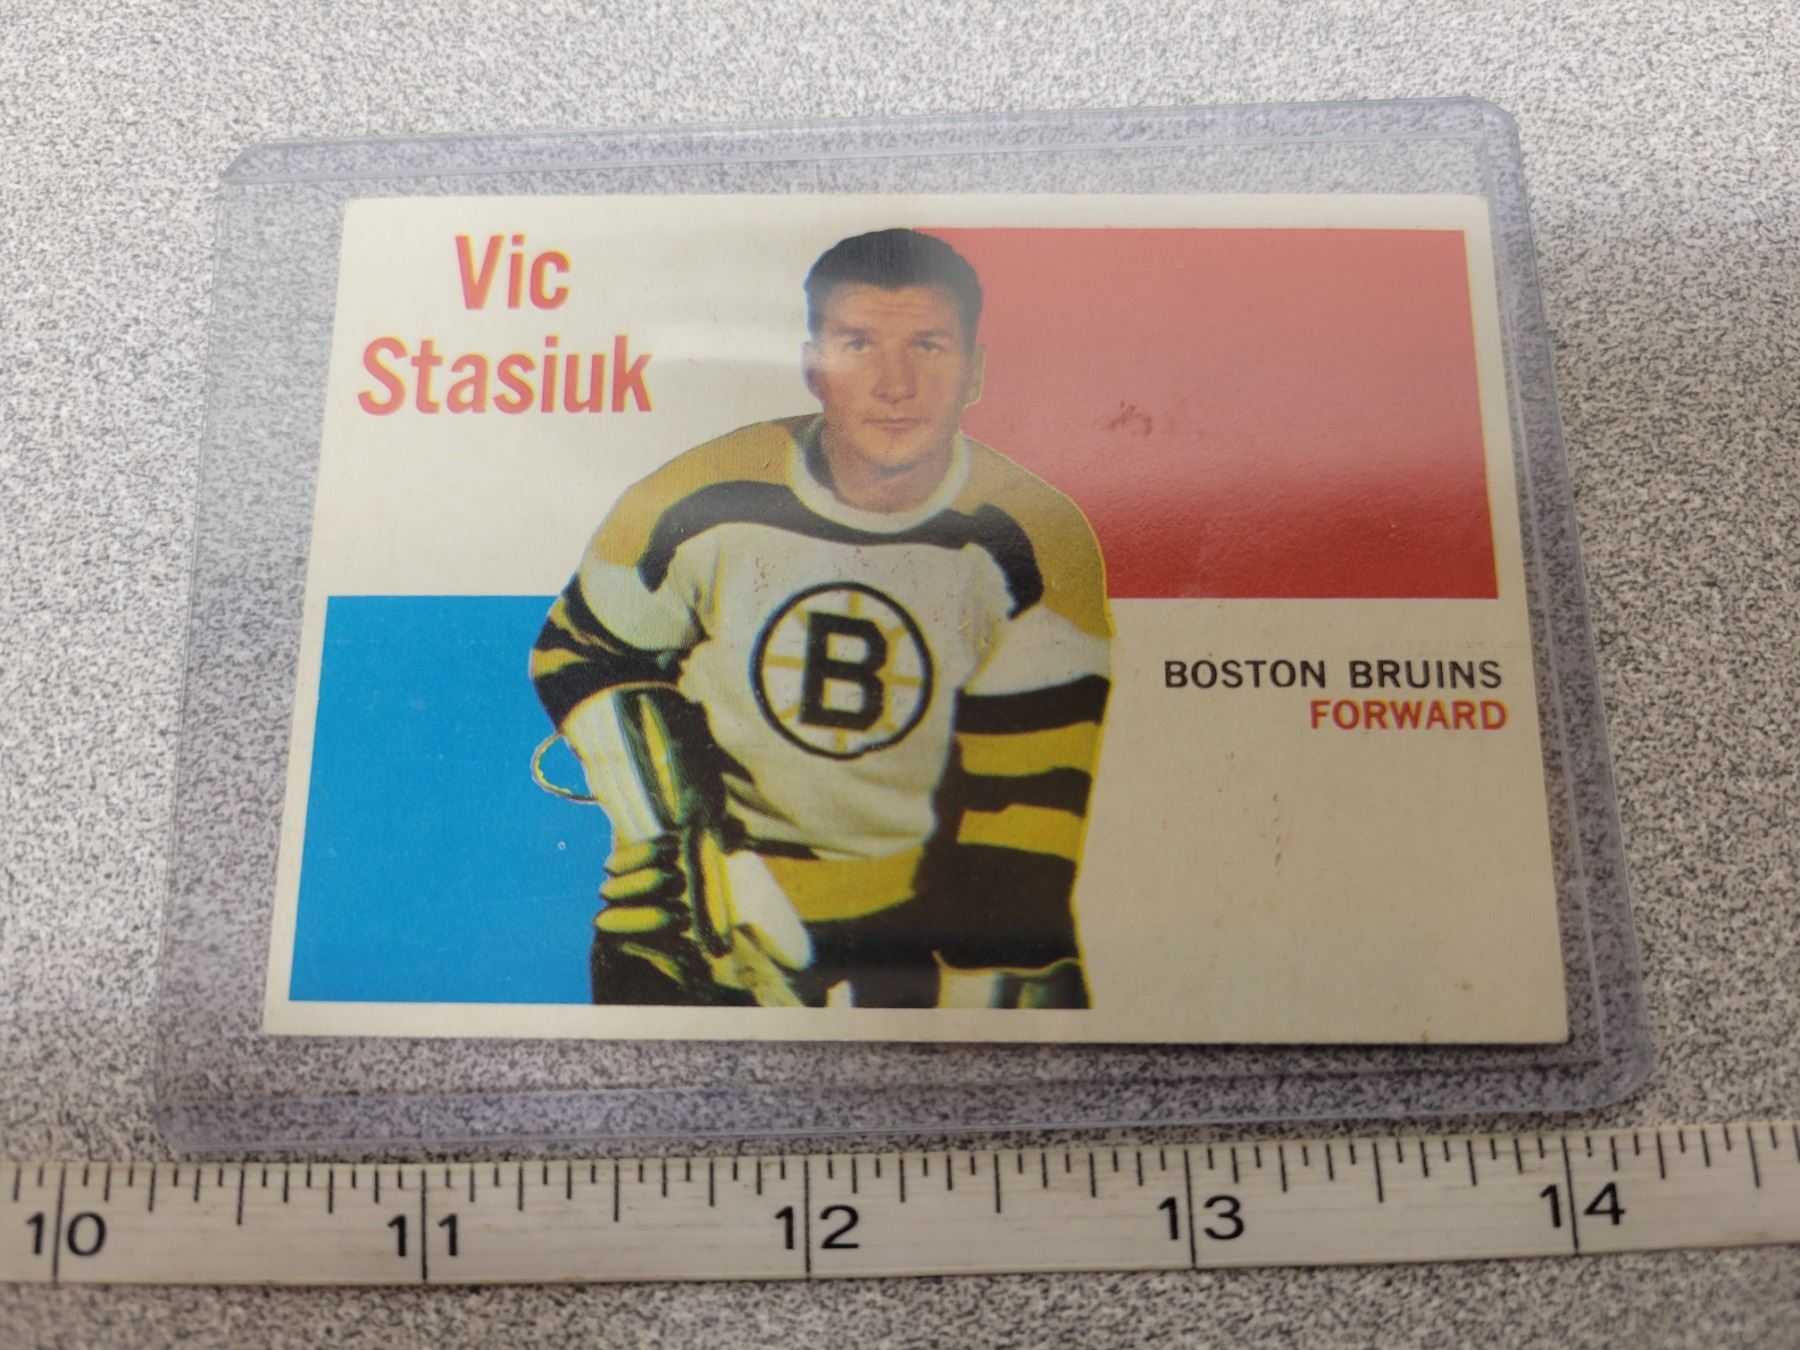 Vic
Stasiuk
B
BOSTON BRUINS
FORWARD
10 11 12 13 14